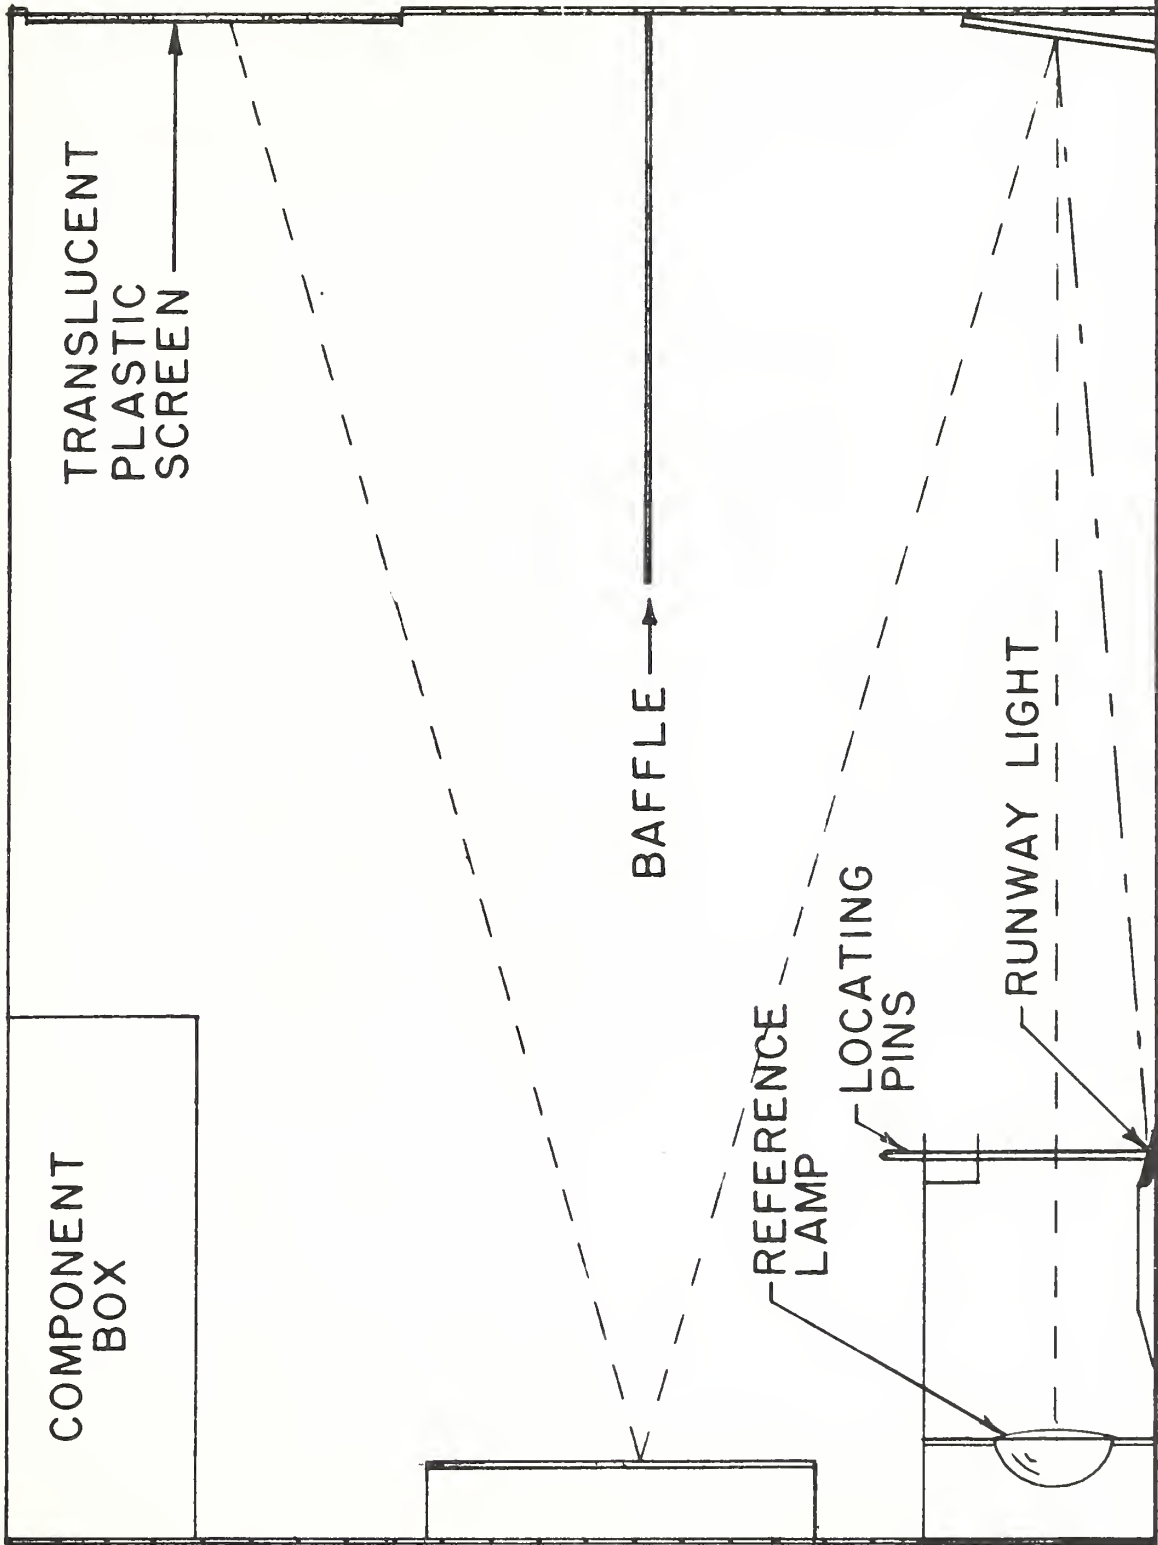 COMPONENT
BOX
TRANSLUCENT
PLASTIC
SCREEN
BAFFLE
REFERENCE
LAMP
LOCATING
PINS
RUNWAY LIGHT